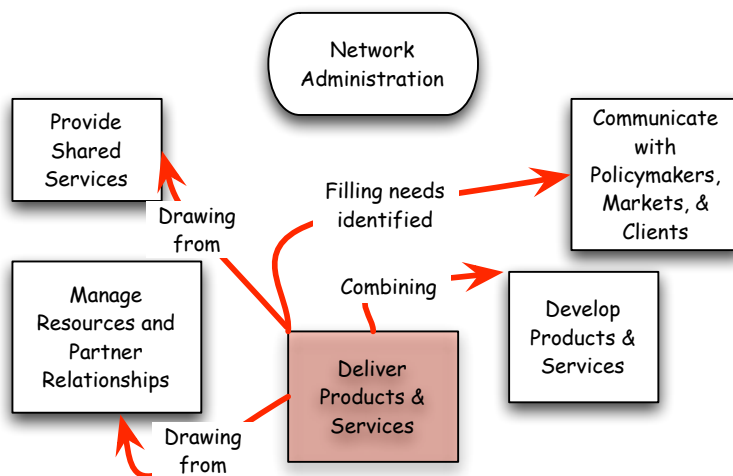 Network
Administration
Provide
Shared
Services
Communicate
with
Policymakers,
Markets, &
Clients
Filling needs
identified
Drawing
from
Manage
Resources and
Partner
Relationships
Combining
Develop
Products &
Services
Deliver
Products &
Services
Drawing
from